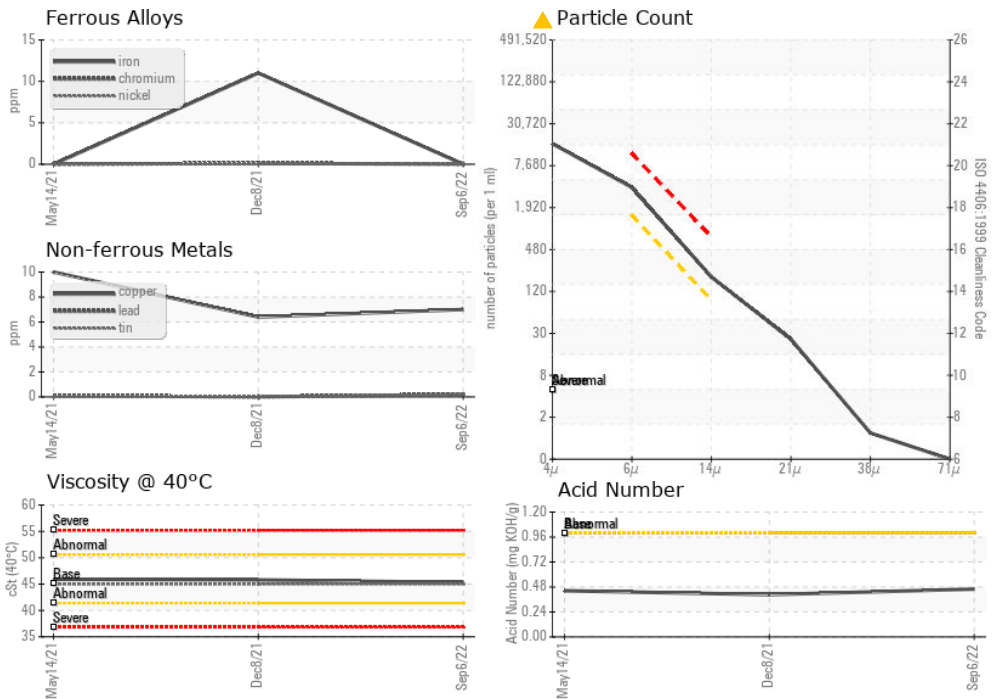 Ferrous Alloys
15
10
5
0
ppm
iron
chromium
nickel
May14/21
Dec8/21
Sep6/22
Non-ferrous Metals
10
8
6
4
2
0
ppm
copper
lead
tin
May14/21
Dec8/21
Sep6/22
Viscosity @ 40°C
60
55
50
45
40
35
cSt (40°C)
Severe
Abnormal
Base
Abnormal
Severe
May14/21
Dec8/21
Sep6/22
Particle Count
491,520
122,880
30,720
7,680
1,920
480
120
30
8
2
0
number of particles (per 1 ml)
26
24
22
20
18
16
14
12
10
8
6
ISO 4406:1999 Cleanliness Code
Severe
Abnormal
4µ
6µ
14µ
21µ
38µ
71µ
Acid Number
1.20
0.96
0.72
0.48
0.24
0.00
Acid Number (mg KOH/g)
Base
Abnormal
May14/21
Dec8/21
Sep6/22